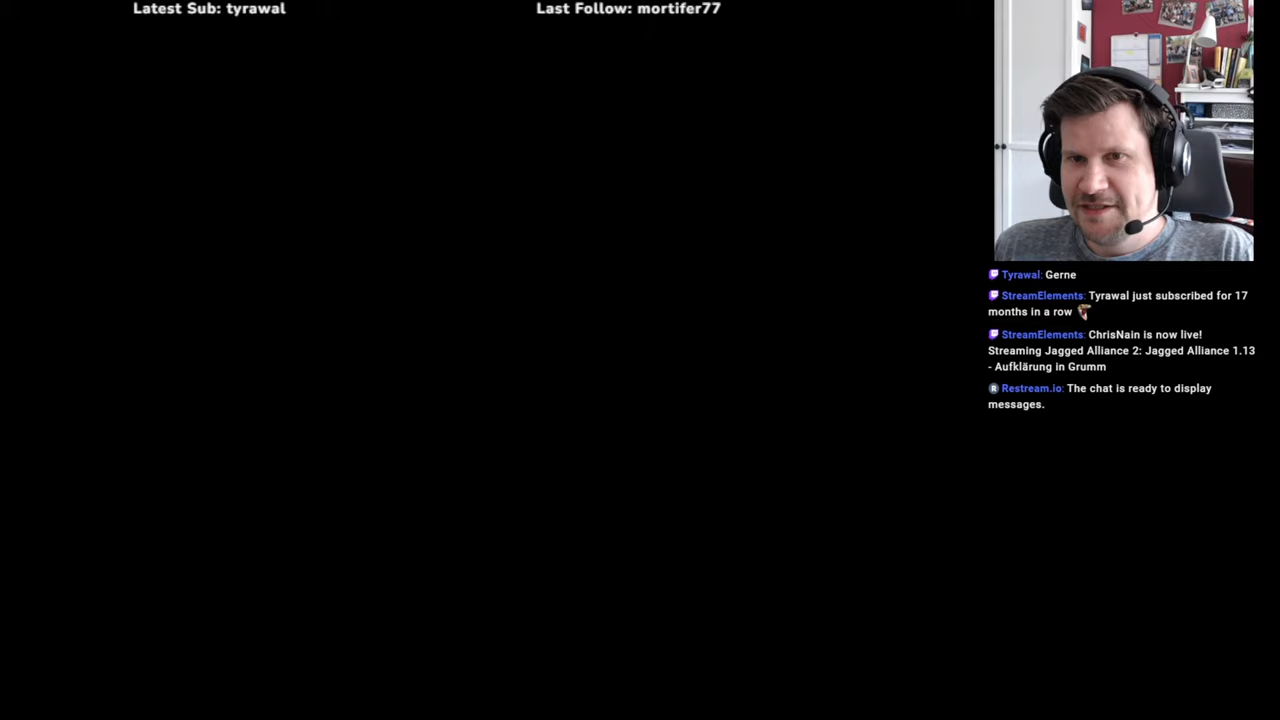 Latest Sub: tyrawal
Last Follow: mortifer77
Tyrawal: Gerne
StreamElements: Tyrawal just subscribed for 17
months in a row
StreamElements: ChrisNain is now live!
Streaming Jagged Alliance 2: Jagged Alliance 1.13
- Aufklärung in Grumm
Restream.io: The chat is ready to display
messages.